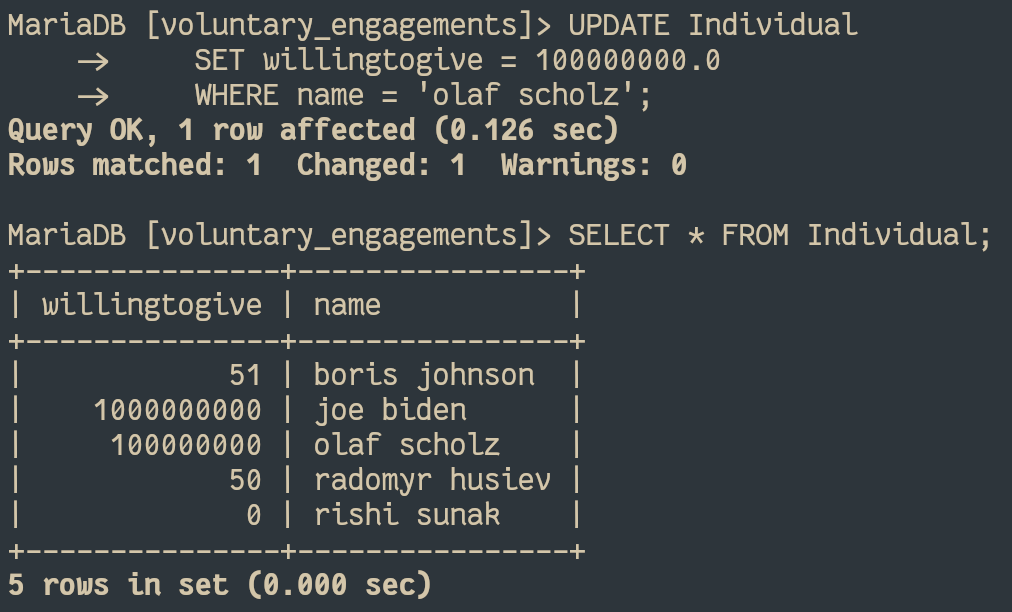 MariaDB [voluntary_engagements]> UPDATE Individual
    →     SET willingtogive = 100000000.0
    →     WHERE name = 'olaf scholz';
Query OK, 1 row affected (0.126 sec)
Rows matched: 1  Changed: 1  Warnings: 0

MariaDB [voluntary_engagements]> SELECT * FROM Individual;
+---------------+----------------+
| willingtogive | name           |
+---------------+----------------+
|            51 | boris johnson  |
|    1000000000 | joe biden      |
|     100000000 | olaf scholz    |
|            50 | radomyr husiev |
|             0 | rishi sunak    |
+---------------+----------------+
5 rows in set (0.000 sec)